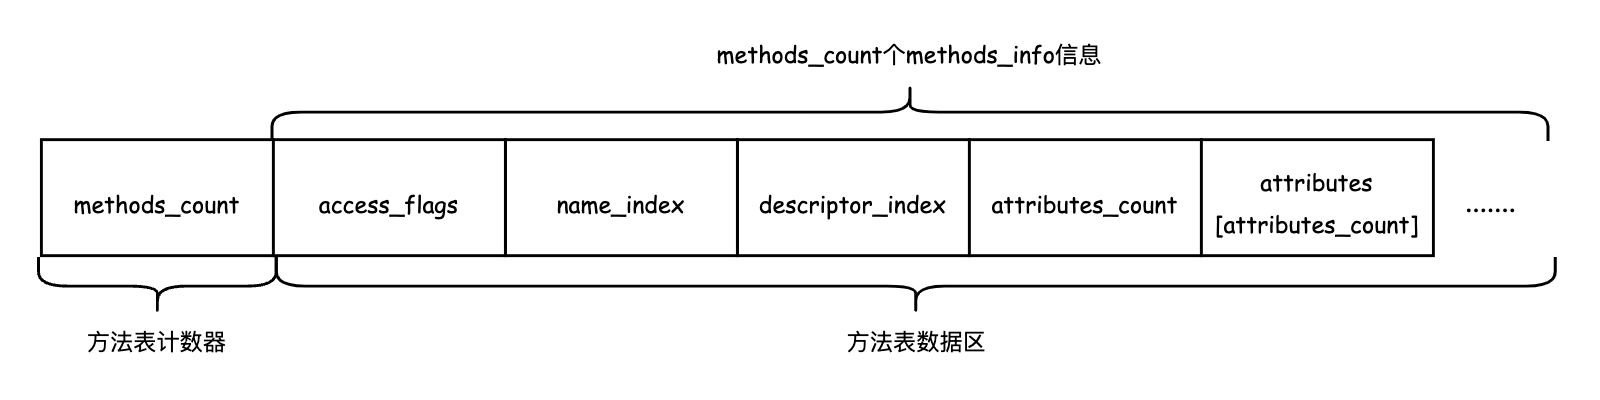 methods_count个methods_info信息
methods_count
access_flags
name_index
descriptor_index
attributes_count
attributes
[attributes_count]
.......
方法表计数器
方法表数据区